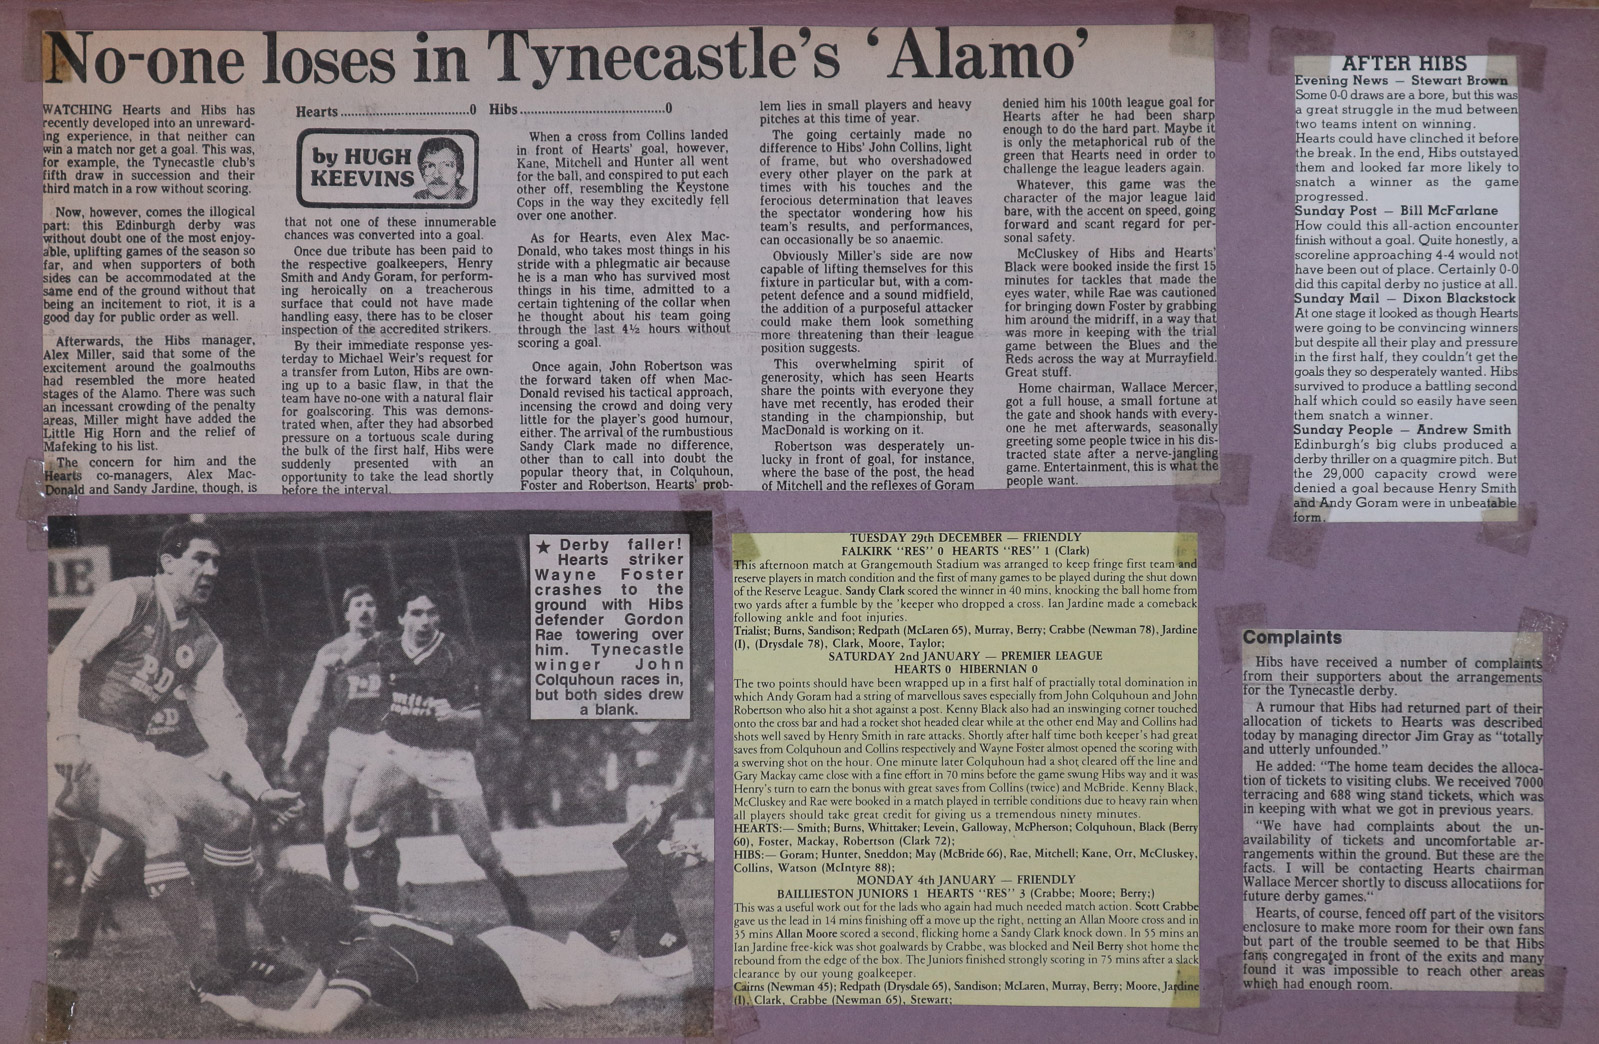 No-one loses in Tynecastle's 'Alamo'
WATCHING Hearts and Hibs has
recently developed into an unreward-
ing experience, in that neither can
win a match nor get a goal. This was,
for example, the Tynecastle club's
fifth draw in succession and their
third match in a row without scoring.
Now, however, comes the illogical
part: this Edinburgh derby was
without doubt one of the most enjoy-
able, uplifting games of the season so
far, and when supporters of both
sides can be accommodated at the
same end of the ground without that
being an incitement to riot, it is a
good day for public order as well.
Afterwards, the Hibs manager,
Alex Miller, said that some of the
excitement around the goalmouths
had resembled the more heated
stages of the Alamo. There was such
an incessant crowding of the penalty
areas, Miller might have added the
Little Hig Horn and the relief of
Mafeking to his list.
The concern for him and the
Hearts co-managers, Alex Mac-
Donald and Sandy Jardine, though, is
Hearts....................................0 Hibs.......................................0
by HUGH
KEEVINS
that not one of these innumerable
chances was converted into a goal.
Once due tribute has been paid to
the respective goalkeepers, Henry
Smith and Andy Goram, for perform-
ing heroically on a treacherous
surface that could not have made
handling easy, there has to be closer
inspection of the accredited strikers.
By their immediate response yes-
terday to Michael Weir's request for
a transfer from Luton, Hibs are own-
ing up to a basic flaw, in that the
team have no-one with a natural flair
for goalscoring. This was demons-
trated when, after they had absorbed
pressure on a tortuous scale during
the bulk of the first half, Hibs were
suddenly presented with an
opportunity to take the lead shortly
before the interval.
When a cross from Collins landed
in front of Hearts' goal, however,
Kane, Mitchell and Hunter all went
for the ball, and conspired to put each
other off, resembling the Keystone
Cops in the way they excitedly fell
over one another.
As for Hearts, even Alex Mac-
Donald, who takes most things in his
stride with a phlegmatic air because
he is a man who has survived most
things in his time, admitted to a
certain tightening of the collar when
he thought about his team going
through the last 4½ hours without
scoring a goal.
Once again, John Robertson was
the forward taken off when Mac-
Donald revised his tactical approach,
incensing the crowd and doing very
little for the player's good humour,
either. The arrival of the rumbustious
Sandy Clark made no difference,
other than to call into doubt the
popular theory that, in Colquhoun,
Foster and Robertson, Hearts' prob-
lem lies in small players and heavy
pitches at this time of year.
The going certainly made no
difference to Hibs' John Collins, light
of frame, but who overshadowed
every other player on the park at
times with his touches and the
ferocious determination that leaves
the spectator wondering how his
team's results, and performances,
can occasionally be so anaemic.
Obviously Miller's side are now
capable of lifting themselves for this
fixture in particular but, with a com-
petent defence and a sound midfield,
the addition of a purposeful attacker
could make them look something
more threatening than their league
position suggests.
This overwhelming spirit of
generosity, which has seen Hearts
share the points with everyone they
have met recently, has eroded their
standing in the championship, but
MacDonald is working on it.
Robertson was desperately un-
lucky in front of goal, for instance,
where the base of the post, the head
of Mitchell and the reflexes of Goram
denied him his 100th league goal for
Hearts after he had been sharp
enough to do the hard part. Maybe it
is only the metaphorical rub of the
green that Hearts need in order to
challenge the league leaders again.
Whatever, this game was the
character of the major league laid
bare, with the accent on speed, going
forward and scant regard for per-
sonal safety.
McCluskey of Hibs and Hearts'
Black were booked inside the first 15
minutes for tackles that made the
eyes water, while Rae was cautioned
for bringing down Foster by grabbing
him around the midriff, in a way that
was more in keeping with the trial
game between the Blues and the
Reds across the way at Murrayfield.
Great stuff.
Home chairman, Wallace Mercer,
got a full house, a small fortune at
the gate and shook hands with every-
one he met afterwards, seasonally
greeting some people twice in his dis-
tracted state after a nerve-jangling
game. Entertainment, this is what the
people want.
AFTER HIBS
Evening News — Stewart Brown
Some 0-0 draws are a bore, but this was
a great struggle in the mud between
two teams intent on winning.
Hearts could have clinched it before
the break. In the end, Hibs outstayed
them and looked far more likely to
snatch a winner as the game
progressed.
Sunday Post — Bill McFarlane
How could this all-action encounter
finish without a goal. Quite honestly, a
scoreline approaching 4-4 would not
have been out of place. Certainly 0-0
did this capital derby no justice at all.
Sunday Mail — Dixon Blackstock
At one stage it looked as though Hearts
were going to be convincing winners
but despite all their play and pressure
in the first half, they couldn't get the
goals they so desperately wanted. Hibs
survived to produce a battling second
half which could so easily have seen
them snatch a winner.
Sunday People — Andrew Smith
Edinburgh's big clubs produced a
derby thriller on a quagmire pitch. But
the 29,000 capacity crowd were
denied a goal because Henry Smith
and Andy Goram were in unbeatable
form.
★ Derby faller!
Hearts striker
Wayne Foster
crashes to the
ground with Hibs
defender Gordon
Rae towering over
him. Tynecastle
winger John
Colquhoun races in,
but both sides drew
a blank.
TUESDAY 29th DECEMBER — FRIENDLY
FALKIRK "RES" 0 HEARTS "RES" 1 (Clark)
This afternoon match at Grangemouth Stadium was arranged to keep fringe first team and
reserve players in match condition and the first of many games to be played during the shut down
of the Reserve League. Sandy Clark scored the winner in 40 mins, knocking the ball home from
two yards after a fumble by the 'keeper who dropped a cross. Ian Jardine made a comeback
following ankle and foot injuries.
Trialist; Burns, Sandison; Redpath (McLaren 65), Murray, Berry; Crabbe (Newman 78), Jardine
(I), (Drysdale 78), Clark, Moore, Taylor;
SATURDAY 2nd JANUARY — PREMIER LEAGUE
HEARTS 0 HIBERNIAN 0
The two points should have been wrapped up in a first half of practially total domination in
which Andy Goram had a string of marvellous saves especially from John Colquhoun and John
Robertson who also hit a shot against a post. Kenny Black also had an inswinging corner touched
onto the cross bar and had a rocket shot headed clear while at the other end May and Collins had
shots well saved by Henry Smith in rare attacks. Shortly after half time both keeper's had great
saves from Colquhoun and Collins respectively and Wayne Foster almost opened the scoring with
a swerving shot on the hour. One minute later Colquhoun had a shot cleared off the line and
Gary Mackay came close with a fine effort in 70 mins before the game swung Hibs way and it was
Henry's turn to earn the bonus with great saves from Collins (twice) and McBride. Kenny Black,
McCluskey and Rae were booked in a match played in terrible conditions due to heavy rain when
all players should take great credit for giving us a tremendous ninety minutes.
HEARTS:— Smith; Burns, Whittaker; Levein, Galloway, McPherson; Colquhoun, Black (Berry
60), Foster, Mackay, Robertson (Clark 72);
HIBS:— Goram; Hunter, Sneddon; May (McBride 66), Rae, Mitchell; Kane, Orr, McCluskey,
Collins, Watson (McIntyre 88);
MONDAY 4th JANUARY — FRIENDLY
BAILLIESTON JUNIORS 1 HEARTS "RES" 3 (Crabbe; Moore; Berry;)
This was a useful work out for the lads who again had much needed match action. Scott Crabbe
gave us the lead in 14 mins finishing off a move up the right, netting an Allan Moore cross and in
35 mins Allan Moore scored a second, flicking home a Sandy Clark knock down. In 55 mins an
Ian Jardine free-kick was shot goalwards by Crabbe, was blocked and Neil Berry shot home the
rebound from the edge of the box. The Juniors finished strongly scoring in 75 mins after a slack
clearance by our young goalkeeper.
Cairns (Newman 45); Redpath (Drysdale 65), Sandison; McLaren, Murray, Berry; Moore, Jardine
(I), Clark, Crabbe (Newman 65), Stewart;
Complaints
Hibs have received a number of complaints
from their supporters about the arrangements
for the Tynecastle derby.
A rumour that Hibs had returned part of their
allocation of tickets to Hearts was described
today by managing director Jim Gray as "totally
and utterly unfounded."
He added: "The home team decides the alloca-
tion of tickets to visiting clubs. We received 7000
terracing and 688 wing stand tickets, which was
in keeping with what we got in previous years.
"We have had complaints about the un-
availability of tickets and uncomfortable ar-
rangements within the ground. But these are the
facts. I will be contacting Hearts chairman
Wallace Mercer shortly to discuss allocatiions for
future derby games."
Hearts, of course, fenced off part of the visitors
enclosure to make more room for their own fans
but part of the trouble seemed to be that Hibs
fans congregated in front of the exits and many
found it was impossible to reach other areas
which had enough room.